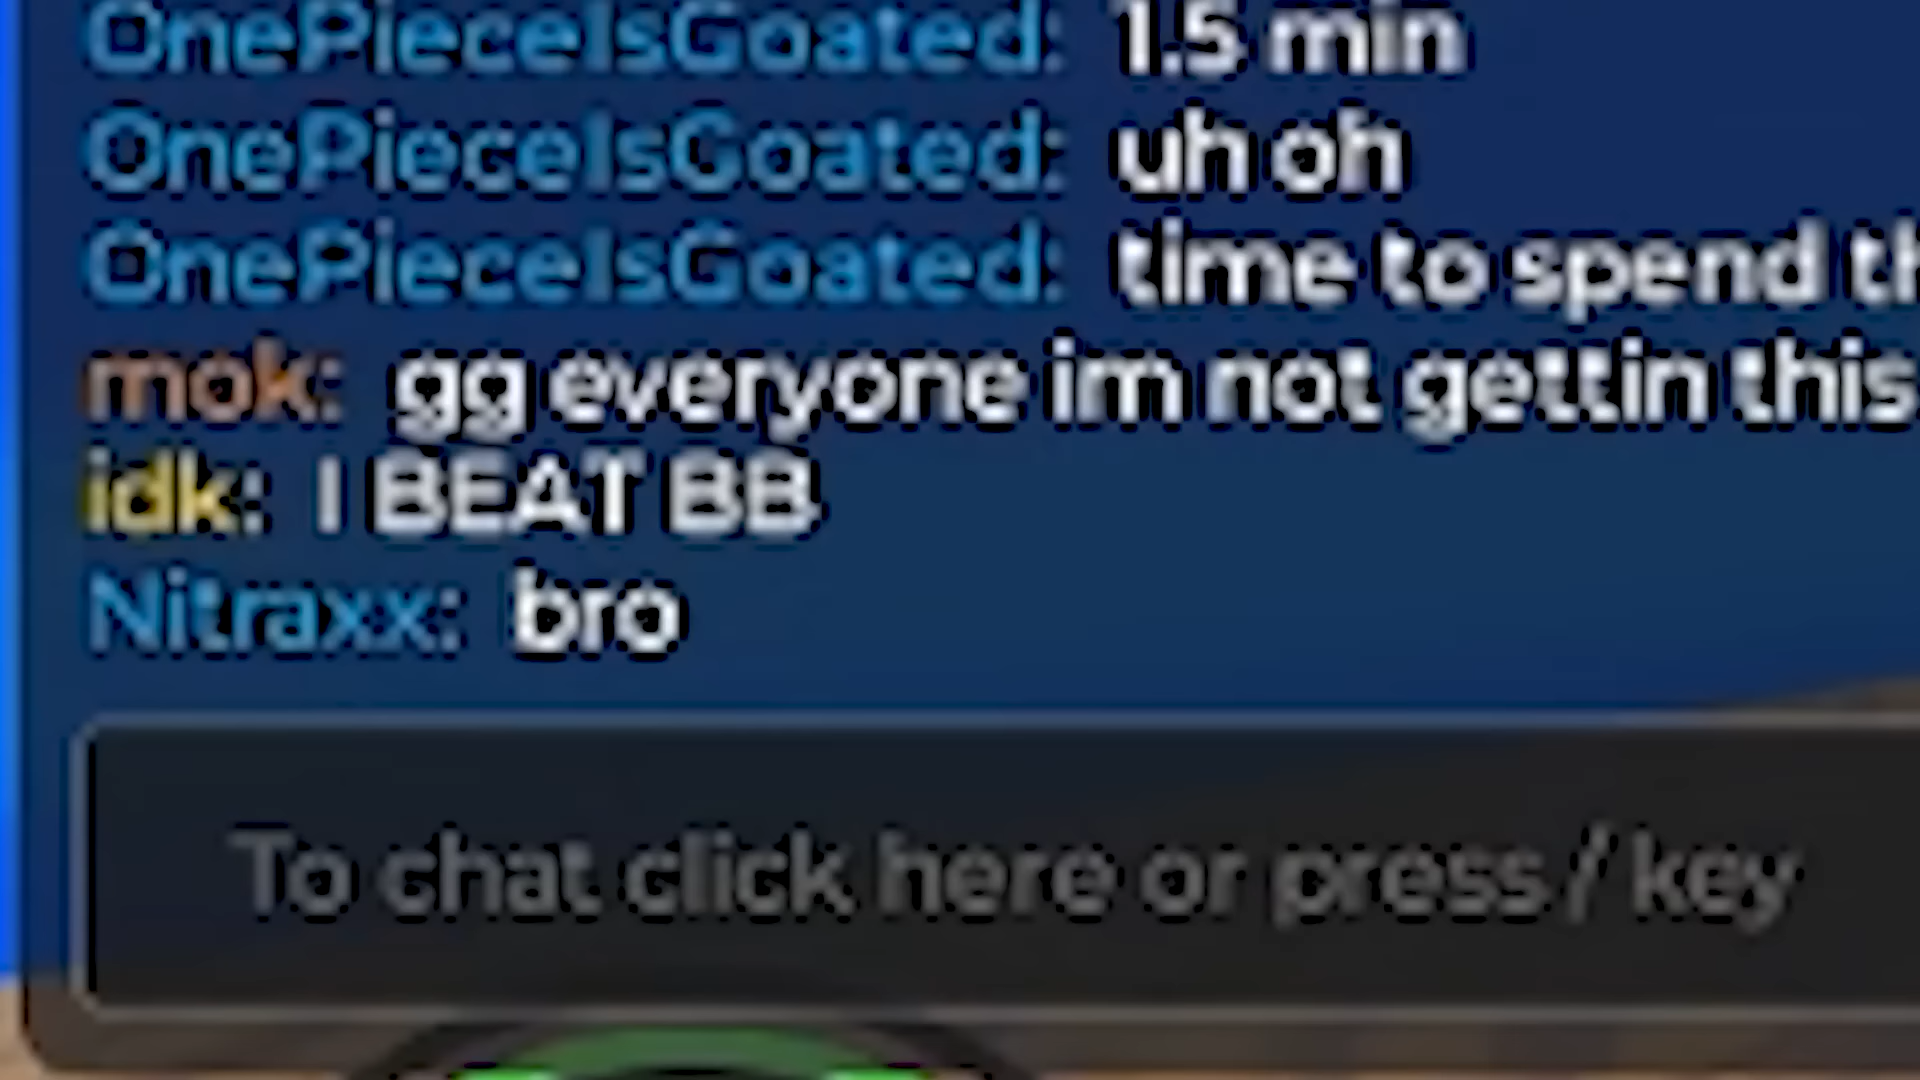 OnePieceIsGoated: 1.5 min
OnePieceIsGoated: uh oh
OnePieceIsGoated: time to spend th
mok: gg everyone im not gettin this
idk: I BEAT BB
Nitraxx: bro
To chat click here or press / key